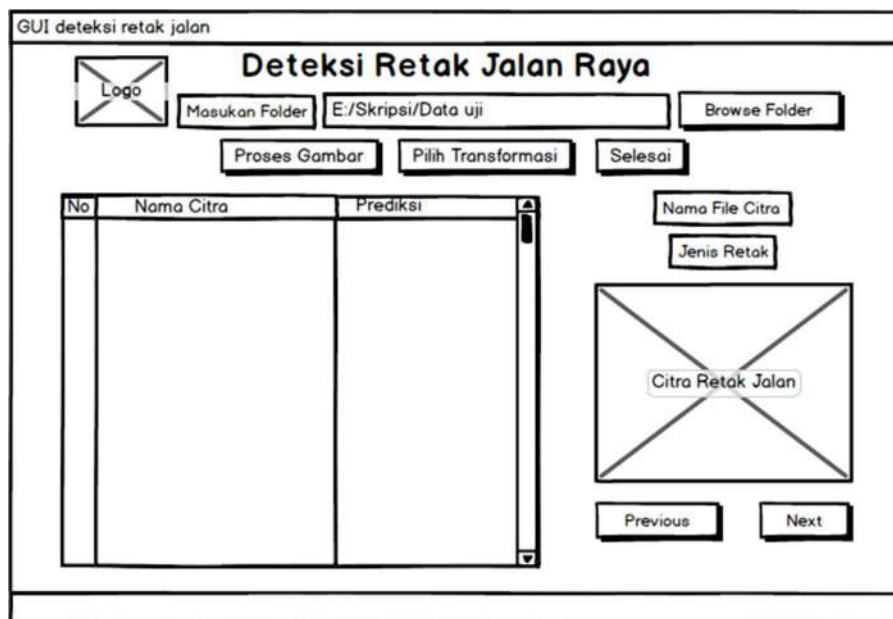 GUI deteksi retak jalan
Deteksi Retak Jalan Raya
Logo
Masukan Folder
E:/Skripsi/Data uji
Browse Folder
Proses Gambar
Pilih Transformasi
Selesai
No
Nama Citra
Prediksi
Nama File Citra
Jenis Retak
Citra Retak Jalan
Previous
Next